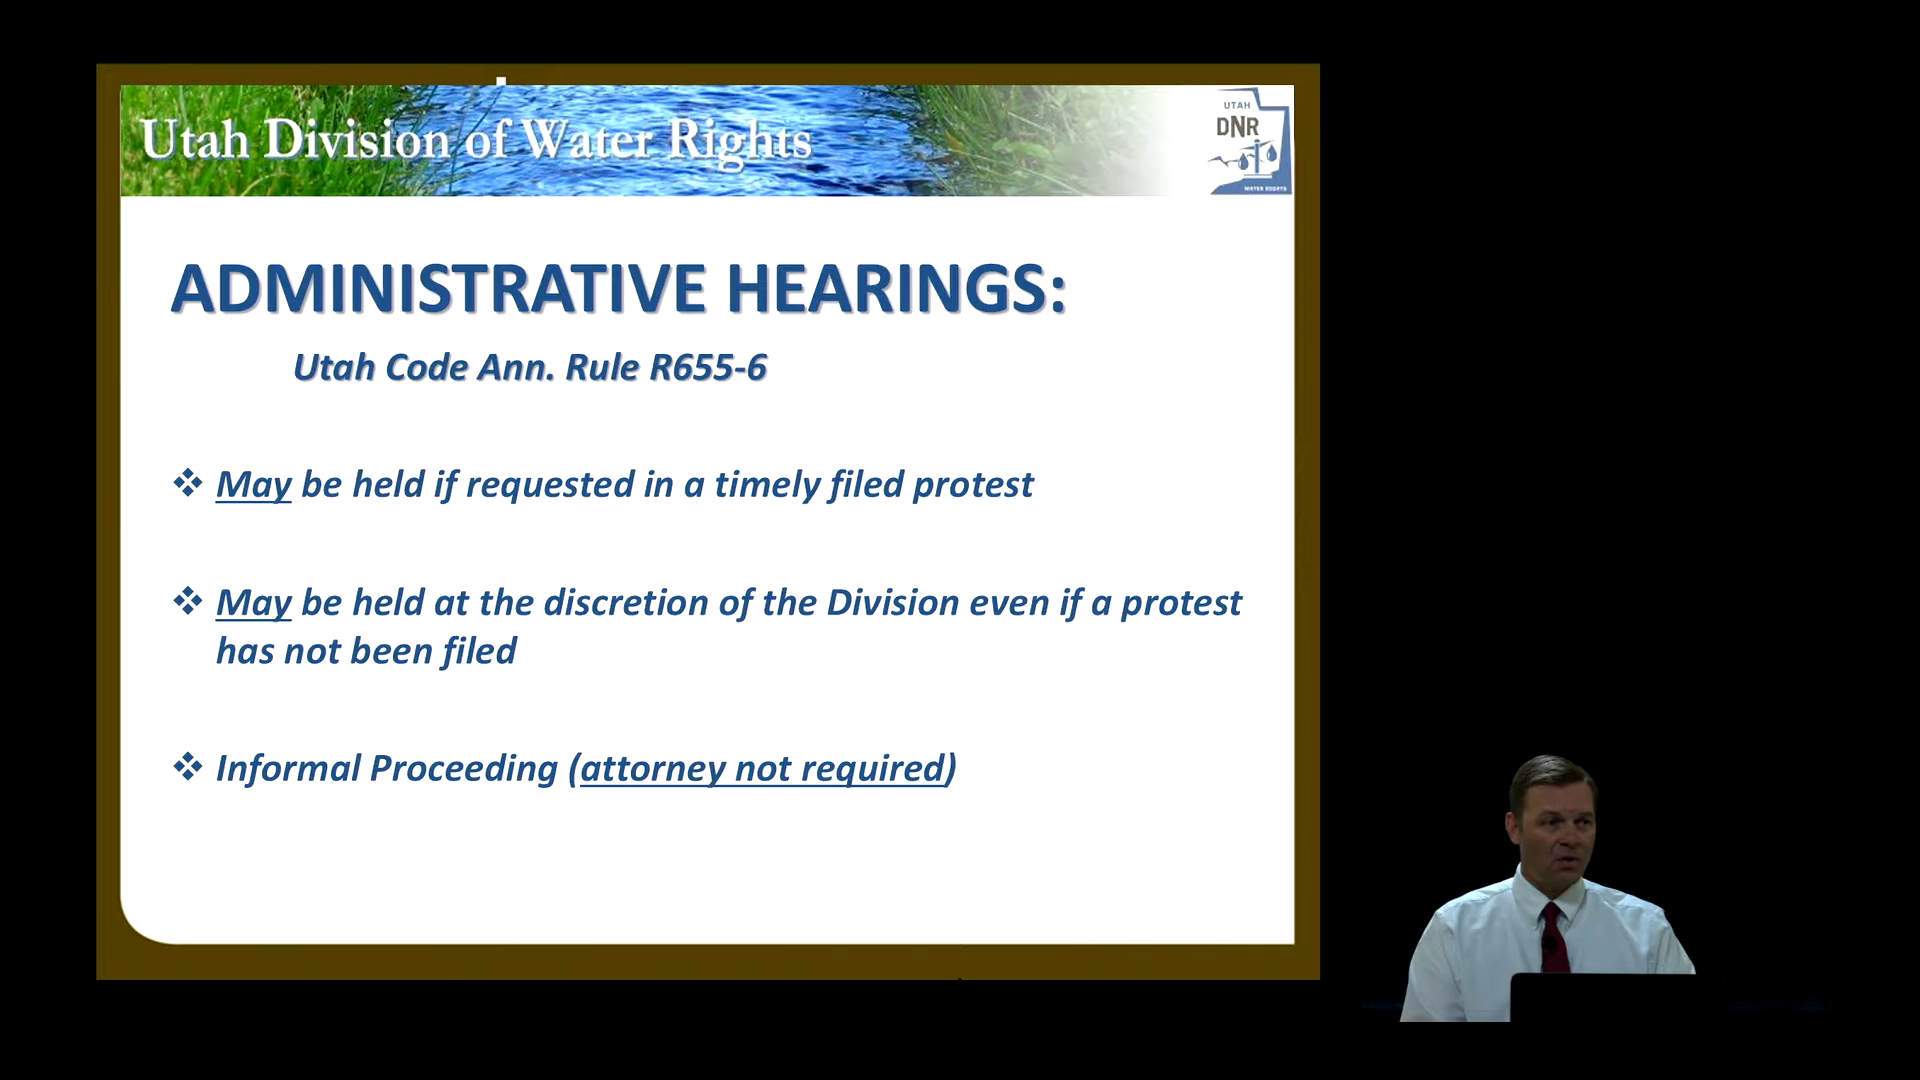 Utah Division of Water Rights
UTAH
DNR
WATER RIGHTS
ADMINISTRATIVE HEARINGS:
Utah Code Ann. Rule R655-6
❖ May be held if requested in a timely filed protest
❖ May be held at the discretion of the Division even if a protest
has not been filed
❖ Informal Proceeding (attorney not required)